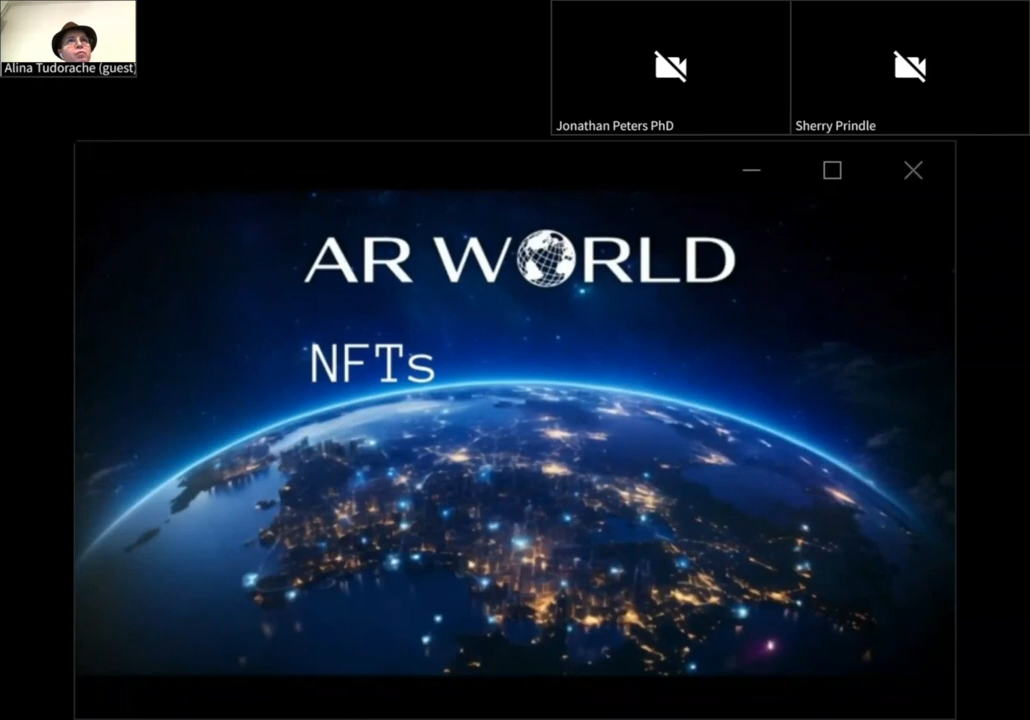 Alina Tudorache (guest)
Jonathan Peters PhD
Sherry Prindle
AR WORLD
NFTs